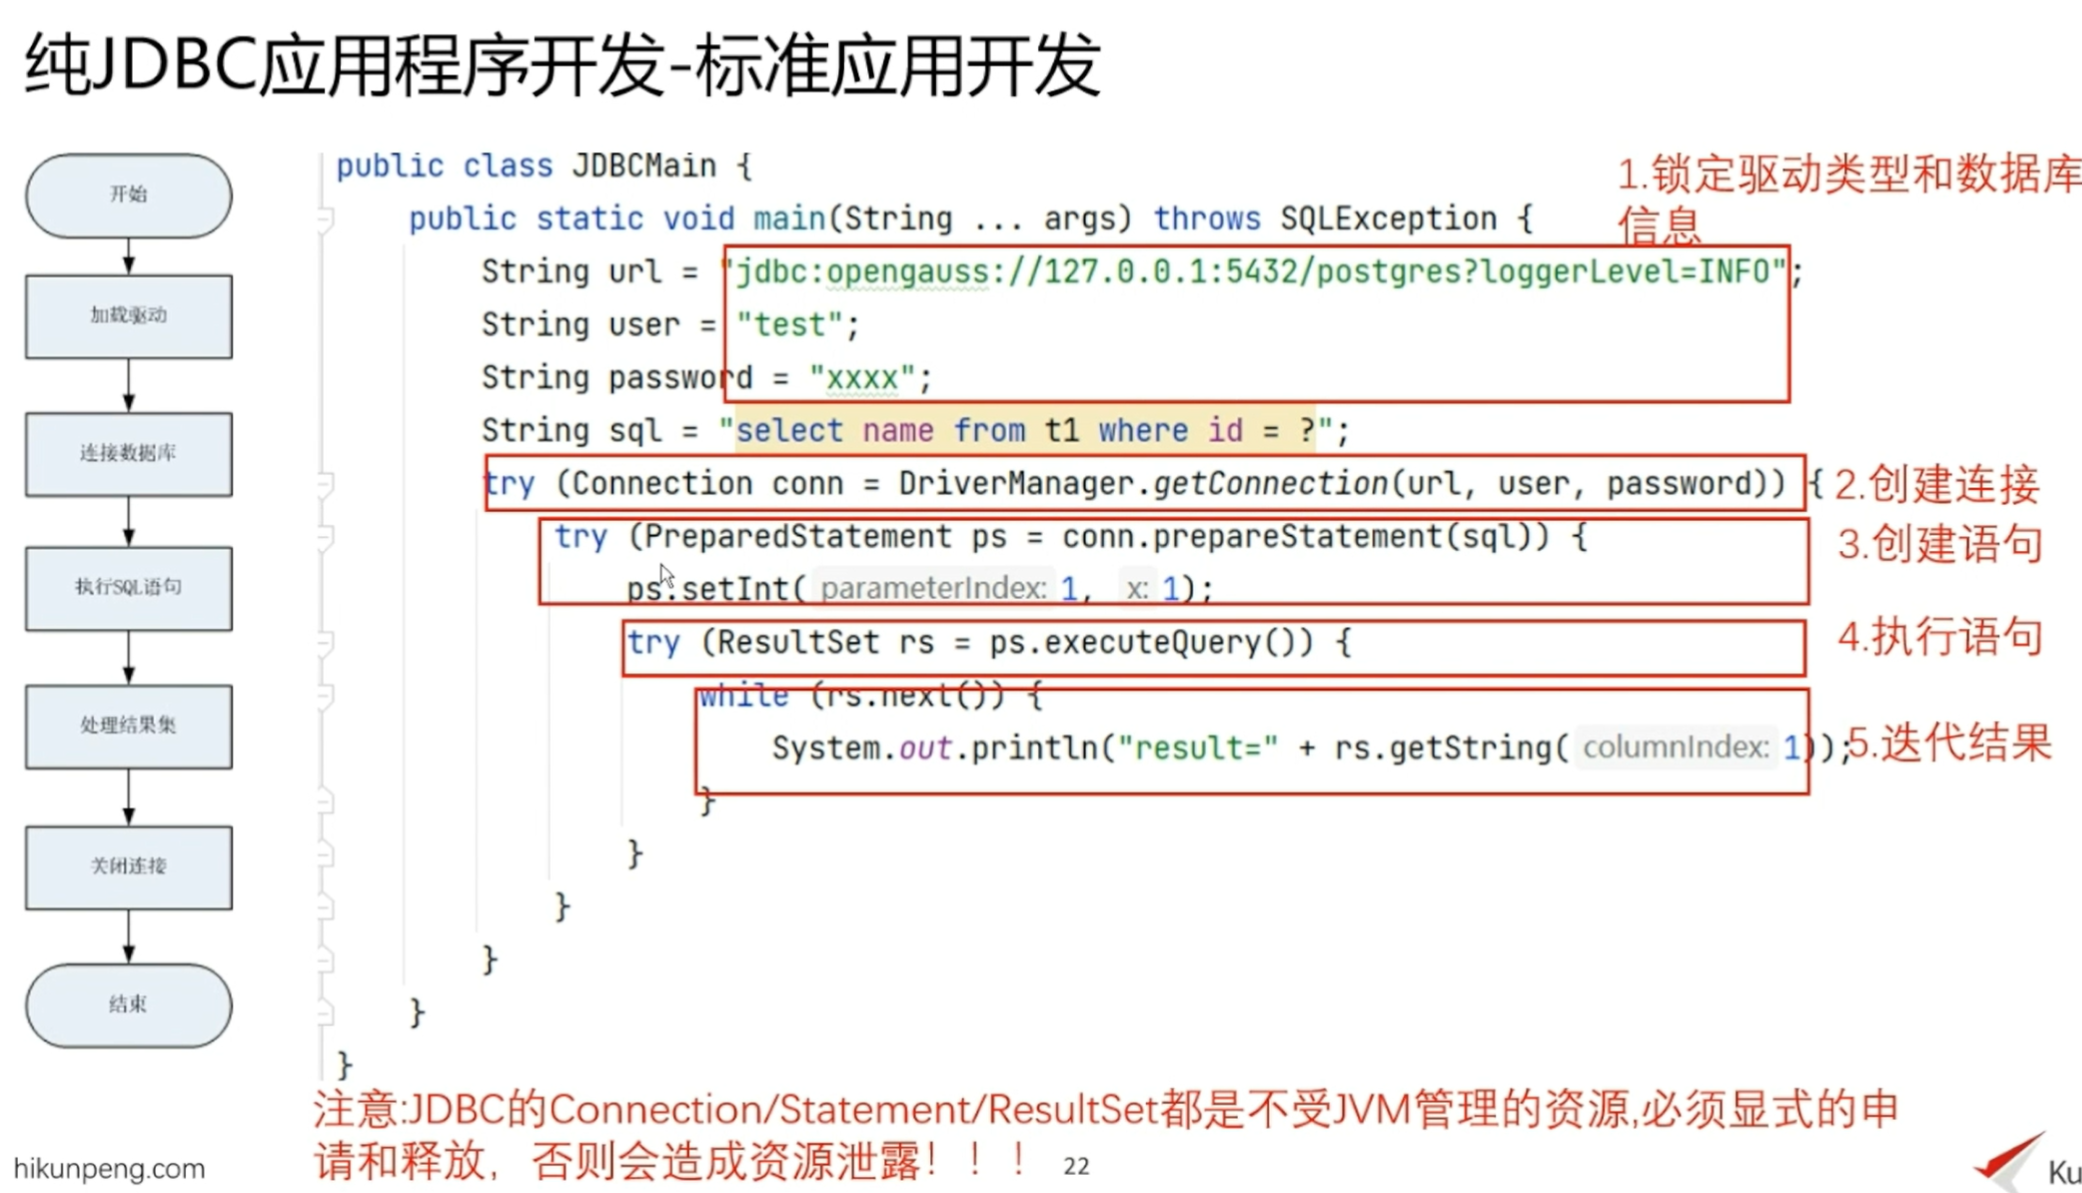 纯JDBC应用程序开发-标准应用开发
开始
加载驱动
连接数据库
执行SQL语句
处理结果集
关闭连接
结束
public class JDBCMain {
public static void main(String ... args) throws SQLException {
String url = "jdbc:opengauss://127.0.0.1:5432/postgres?loggerLevel=INFO";
String user = "test";
String password = "xxxx";
String sql = "select name from t1 where id = ?";
try (Connection conn = DriverManager.getConnection(url, user, password)) {
try (PreparedStatement ps = conn.prepareStatement(sql)) {
ps.setInt( parameterIndex: 1, x: 1);
try (ResultSet rs = ps.executeQuery()) {
while (rs.next()) {
System.out.println("result=" + rs.getString( columnIndex: 1));
}
}
}
}
}
}
1.锁定驱动类型和数据库
信息
2.创建连接
3.创建语句
4.执行语句
5.迭代结果
注意:JDBC的Connection/Statement/ResultSet都是不受JVM管理的资源,必须显式的申
请和释放，否则会造成资源泄露！！！
hikunpeng.com
22
Ku